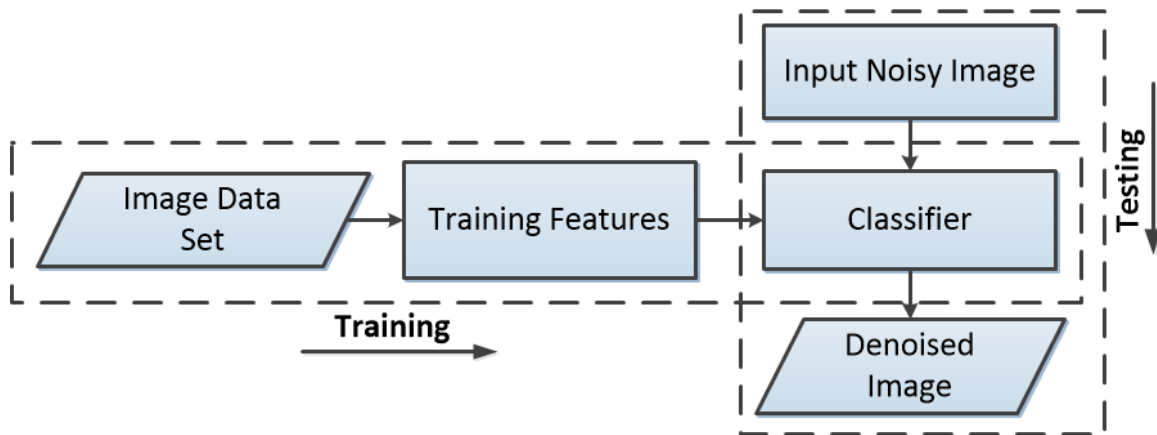 Input Noisy Image
Image Data
Set
Training Features
Classifier
Testing
Training
Denoised
Image